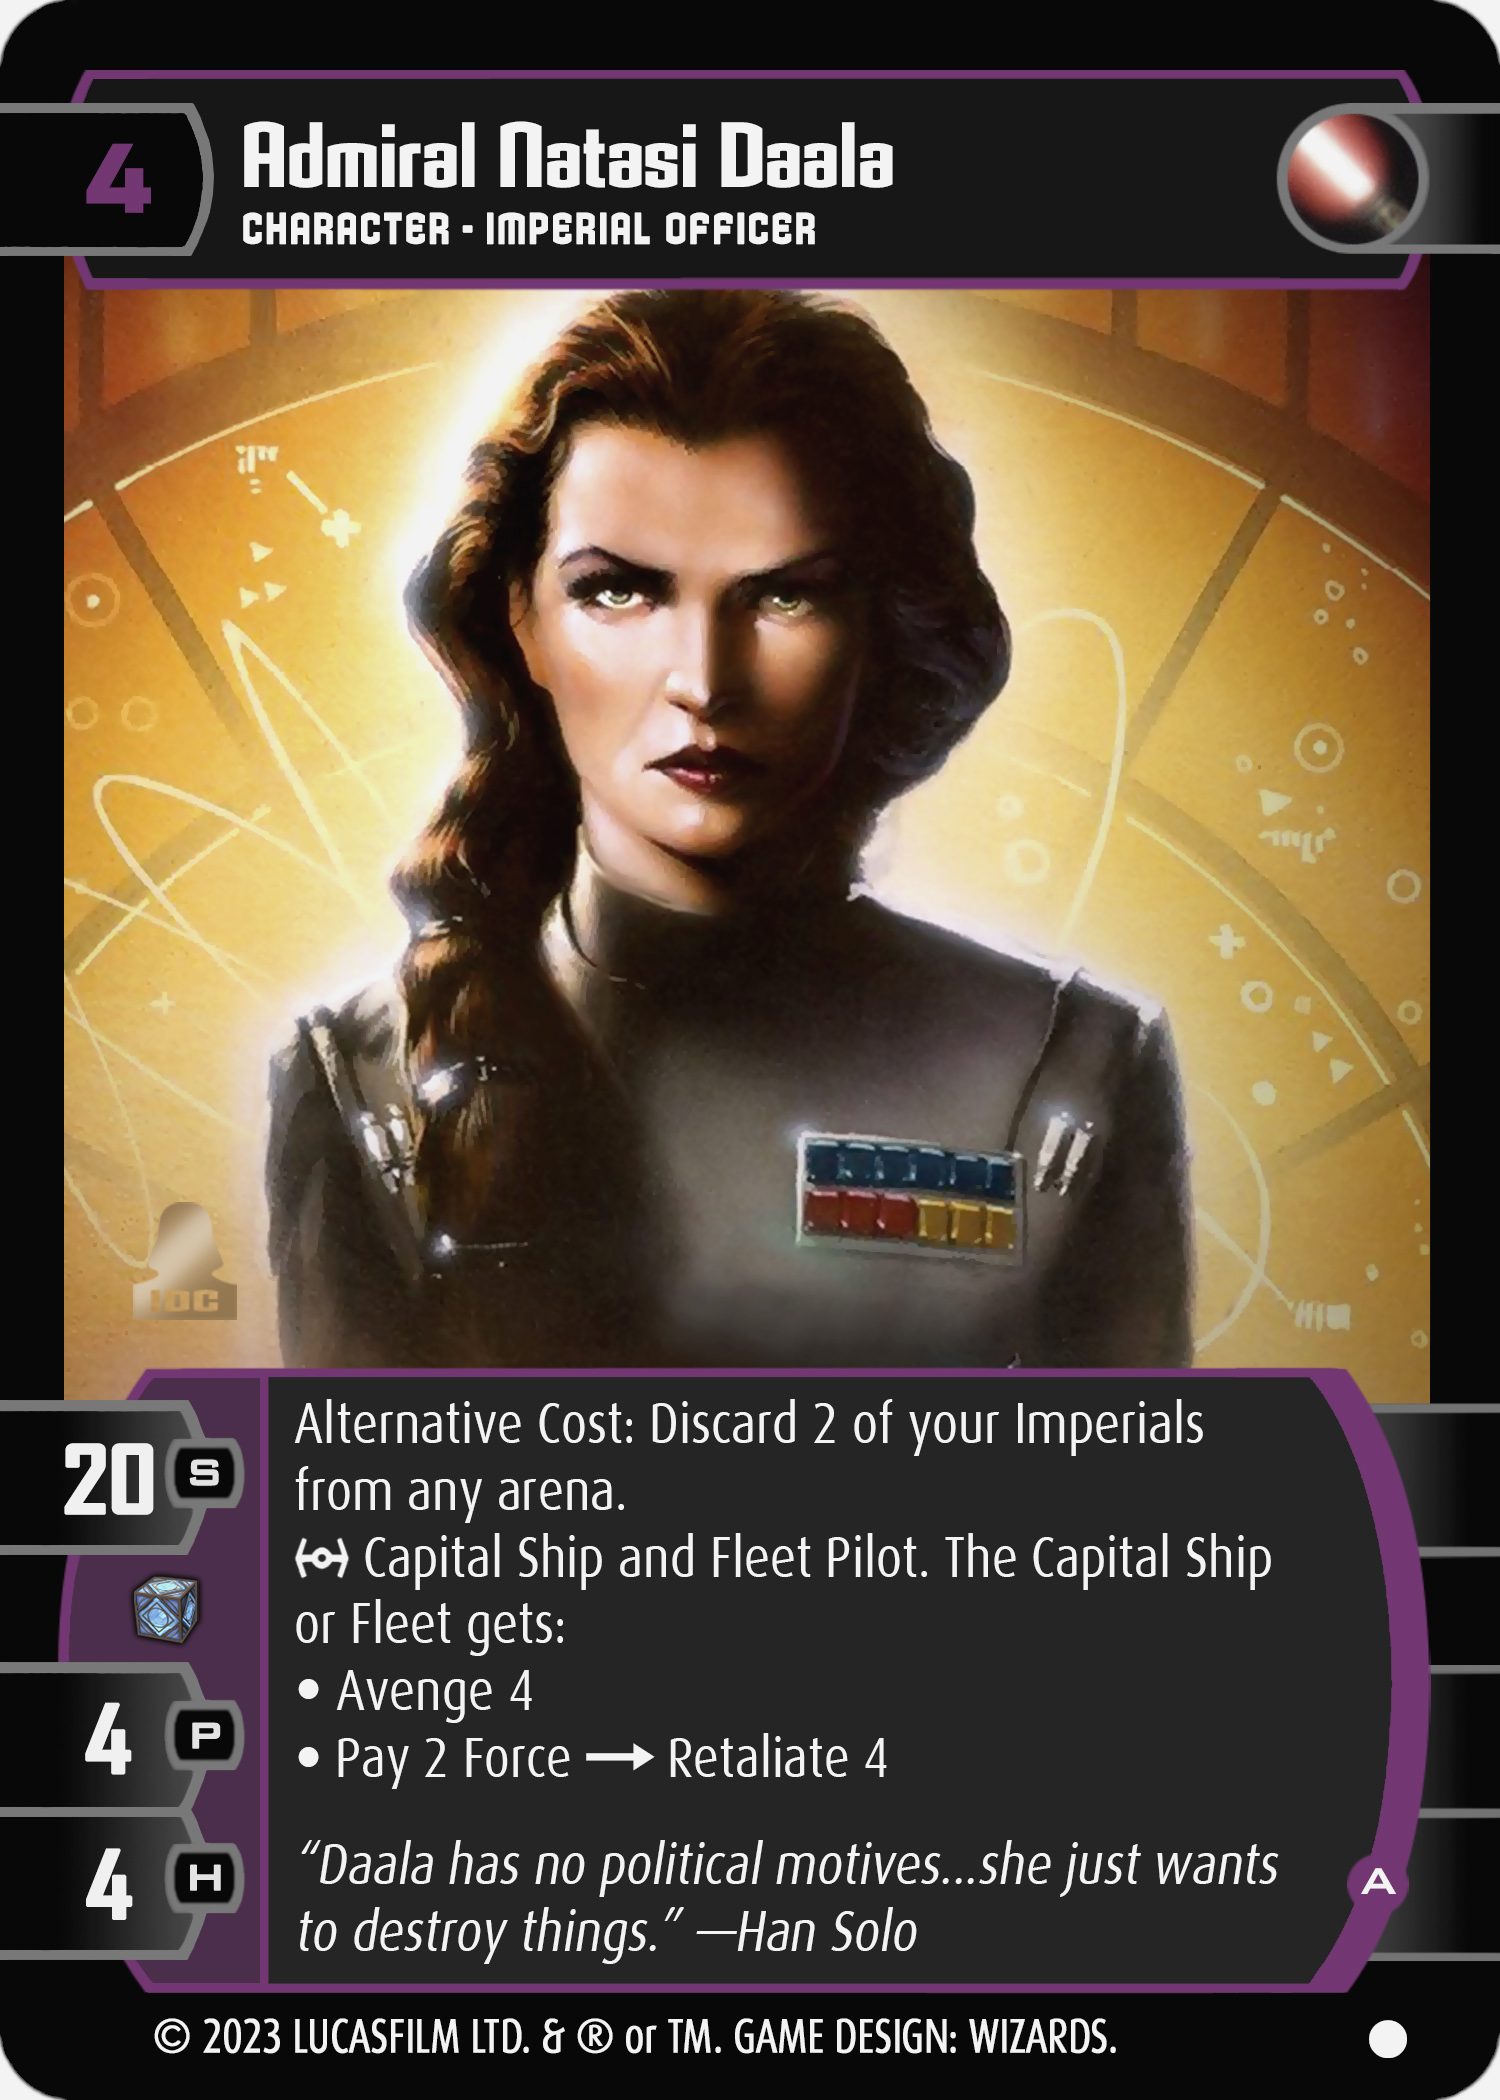 4
Admiral Natasi Daala
CHARACTER - IMPERIAL OFFICER
IDC
20 S
4 P
4 H
Alternative Cost: Discard 2 of your Imperials
from any arena.
Capital Ship and Fleet Pilot. The Capital Ship
or Fleet gets:
• Avenge 4
• Pay 2 Force → Retaliate 4
“Daala has no political motives...she just wants
to destroy things.” —Han Solo
A
© 2023 LUCASFILM LTD. & ® or TM. GAME DESIGN: WIZARDS.